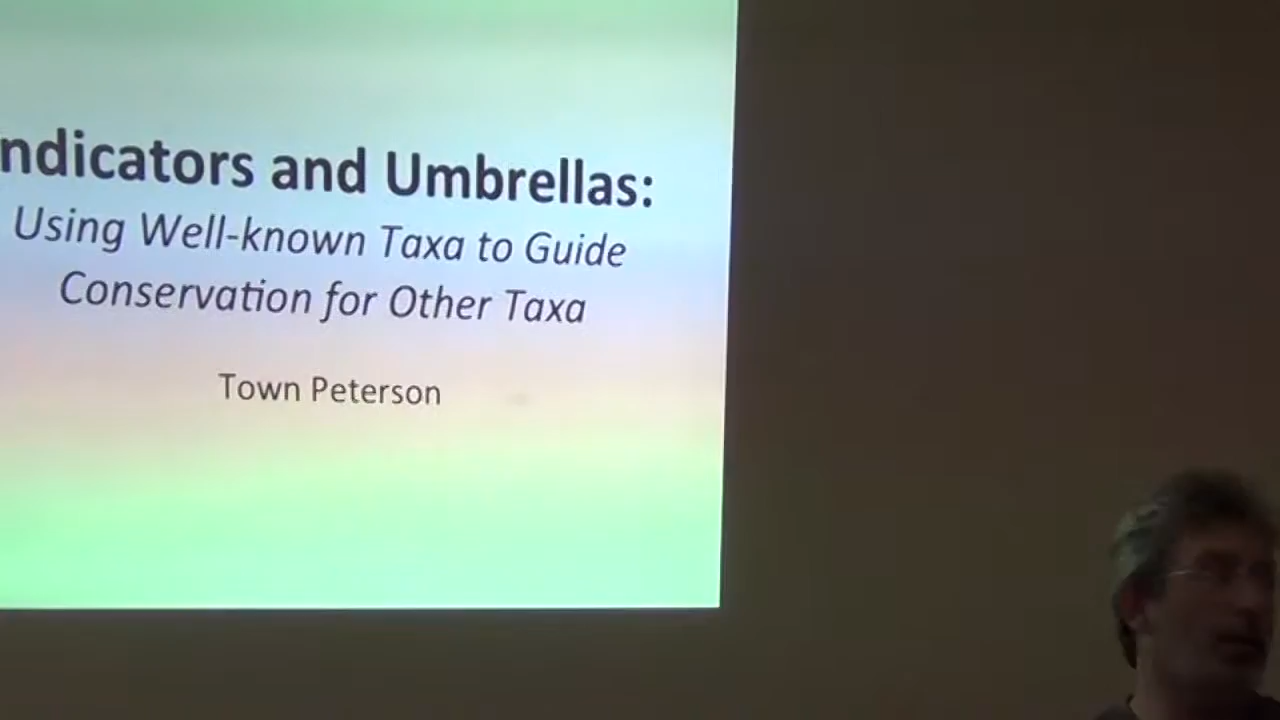 ndicators and Umbrellas:
Using Well-known Taxa to Guide
Conservation for Other Taxa
Town Peterson